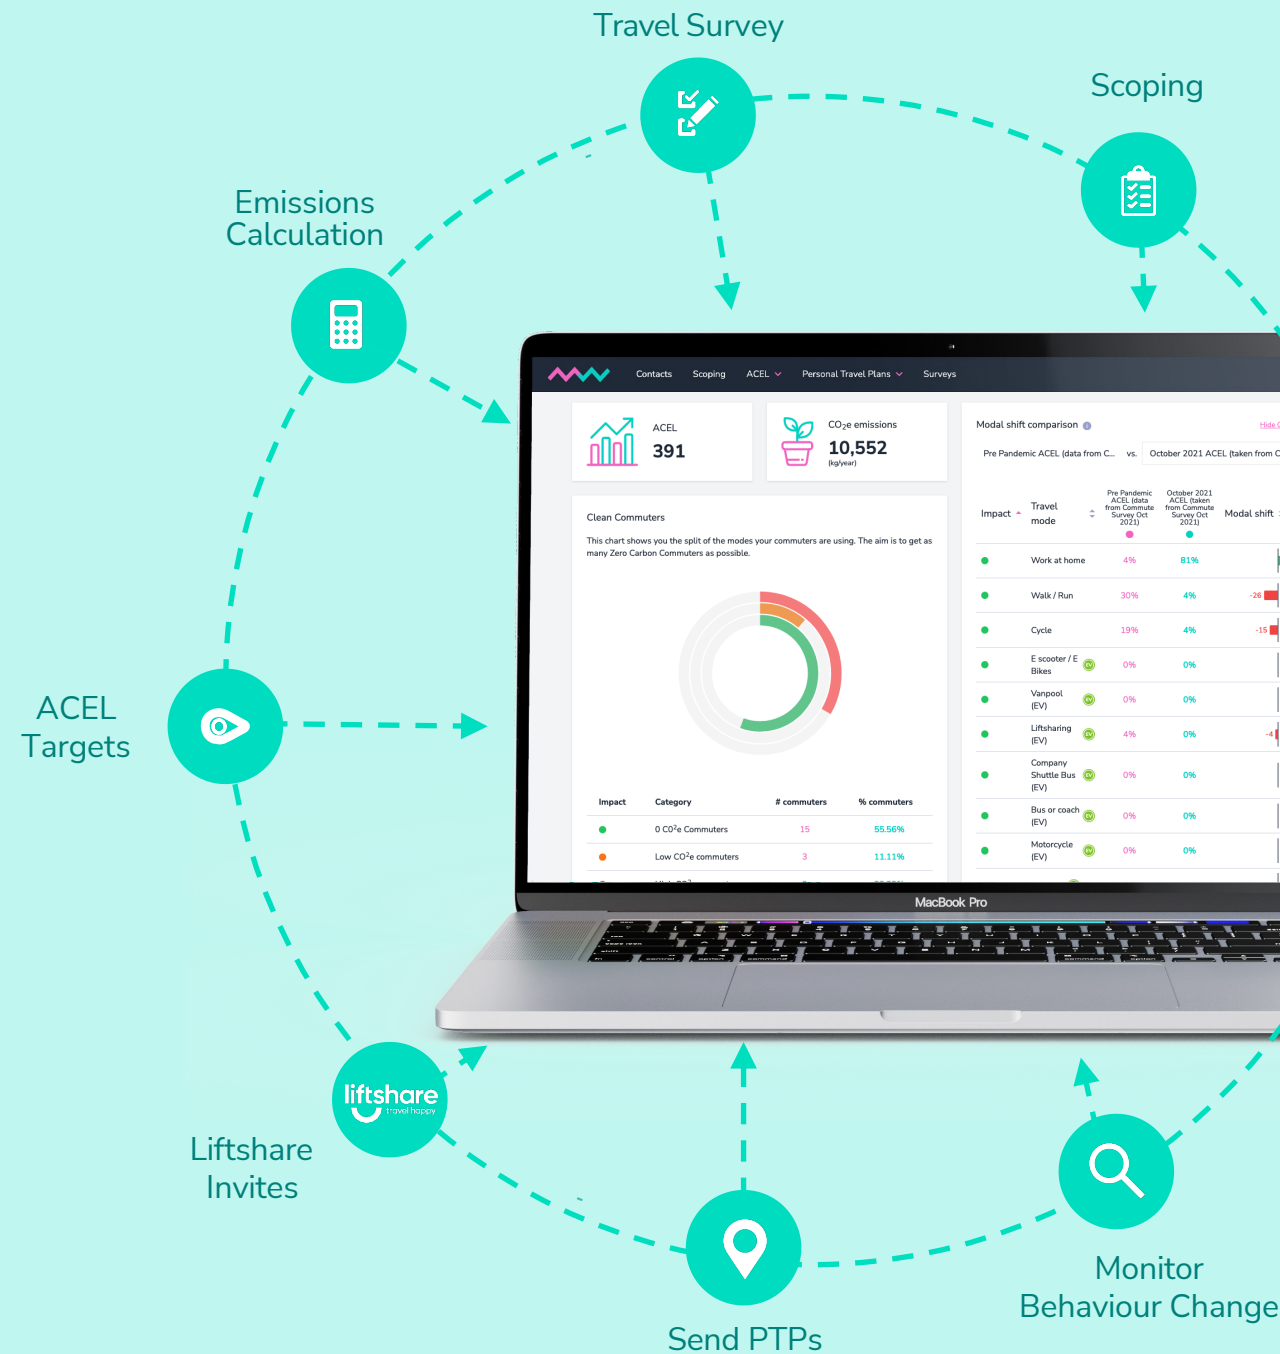 Travel Survey
Scoping
Emissions
Calculation
ACEL
Targets
liftshare
travel happy
Liftshare
Invites
Send PTPs
Monitor
Behaviour Change
Contacts
Scoping
ACEL
Personal Travel Plans
Surveys
ACEL
391
CO2e emissions
10,552
(kg/year)
Clean Commuters
This chart shows you the split of the modes your commuters are using. The aim is to get as
many Zero Carbon Commuters as possible.
Impact Category # commuters % commuters
0 CO²e Commuters 15 55.56%
Low CO²e commuters 3 11.11%
Modal shift comparison
Pre Pandemic ACEL (data from C... vs. October 2021 ACEL (taken from C
Impact
Travel
mode
Pre Pandemic
ACEL (data
from Commute
Survey Oct
2021)
October 2021
ACEL (taken
from Commute
Survey Oct
2021)
Modal shift
Work at home 4% 81%
Walk / Run 30% 4% -26
Cycle 19% 4% -15
E scooter / E
Bikes
EV 0% 0%
Vanpool
(EV)
EV 0% 0%
Liftsharing
(EV)
EV 4% 0% -4
Company
Shuttle Bus
(EV)
EV 0% 0%
Bus or coach
(EV)
EV 0% 0%
Motorcycle
(EV)
EV 0% 0%
MacBook Pro